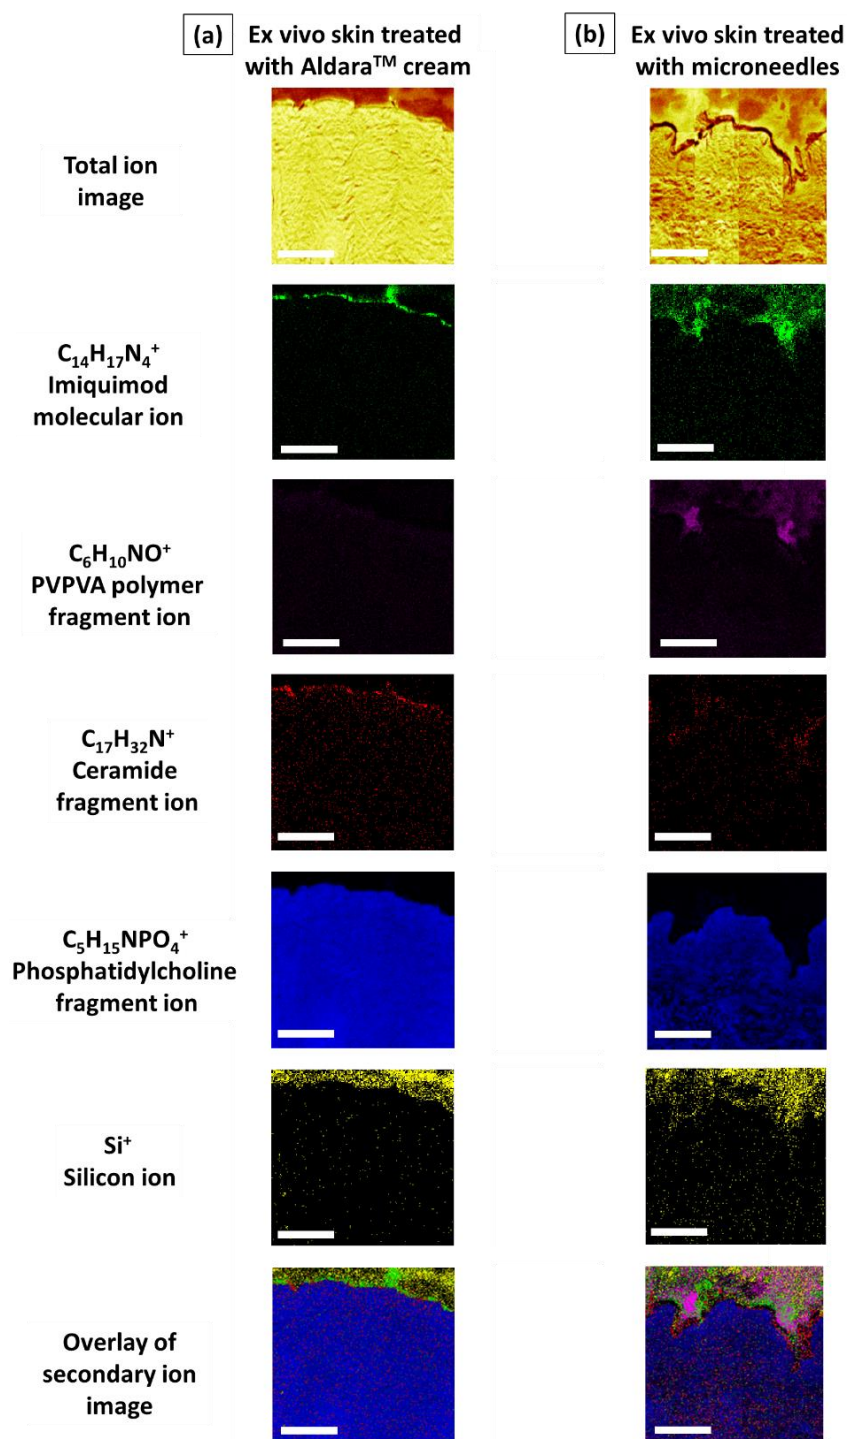 (a) Ex vivo skin treated
with Aldara™ cream
(b) Ex vivo skin treated
with microneedles
Total ion
image
C₁₄H₁₇N₄⁺
Imiquimod
molecular ion
C₆H₁₀NO⁺
PVPVA polymer
fragment ion
C₁₇H₃₂N⁺
Ceramide
fragment ion
C₅H₁₅NPO₄⁺
Phosphatidylcholine
fragment ion
Si⁺
Silicon ion
Overlay of
secondary ion
image